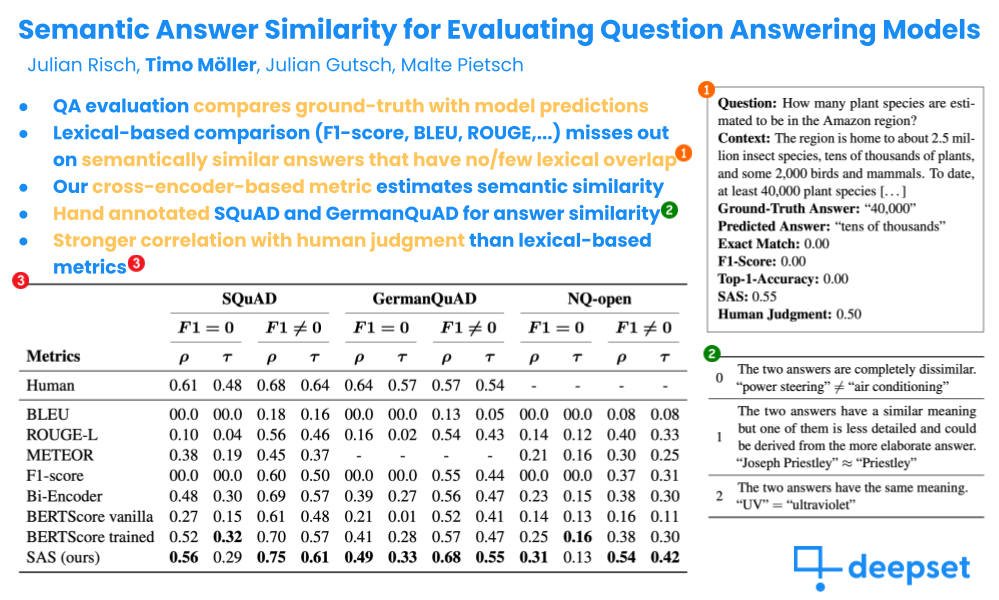 Semantic Answer Similarity for Evaluating Question Answering Models
Julian Risch, Timo Möller, Julian Gutsch, Malte Pietsch
● QA evaluation compares ground-truth with model predictions
● Lexical-based comparison (F1-score, BLEU, ROUGE,...) misses out
on semantically similar answers that have no/few lexical overlap 1
● Our cross-encoder-based metric estimates semantic similarity
● Hand annotated SQuAD and GermanQuAD for answer similarity 2
● Stronger correlation with human judgment than lexical-based
metrics 3
3
SQuAD GermanQuAD NQ-open
F1 = 0 F1 ≠ 0 F1 = 0 F1 ≠ 0 F1 = 0 F1 ≠ 0
Metrics ρ τ ρ τ ρ τ ρ τ ρ τ ρ τ
Human 0.61 0.48 0.68 0.64 0.64 0.57 0.57 0.54 - - - -
BLEU 00.0 00.0 0.18 0.16 00.0 00.0 0.13 0.05 00.0 00.0 0.08 0.08
ROUGE-L 0.10 0.04 0.56 0.46 0.16 0.02 0.54 0.43 0.14 0.12 0.40 0.33
METEOR 0.38 0.19 0.45 0.37 - - - - 0.21 0.16 0.30 0.25
F1-score 00.0 00.0 0.60 0.50 00.0 00.0 0.55 0.44 00.0 00.0 0.37 0.31
Bi-Encoder 0.48 0.30 0.69 0.57 0.39 0.27 0.56 0.47 0.23 0.15 0.38 0.30
BERTScore vanilla 0.27 0.15 0.61 0.48 0.21 0.01 0.52 0.41 0.14 0.13 0.16 0.11
BERTScore trained 0.52 0.32 0.70 0.57 0.41 0.28 0.57 0.47 0.25 0.16 0.38 0.30
SAS (ours) 0.56 0.29 0.75 0.61 0.49 0.33 0.68 0.55 0.31 0.13 0.54 0.42
1
Question: How many plant species are esti-
mated to be in the Amazon region?
Context: The region is home to about 2.5 mil-
lion insect species, tens of thousands of plants,
and some 2,000 birds and mammals. To date,
at least 40,000 plant species [...]
Ground-Truth Answer: “40,000”
Predicted Answer: “tens of thousands”
Exact Match: 0.00
F1-Score: 0.00
Top-1-Accuracy: 0.00
SAS: 0.55
Human Judgment: 0.50
2
0 The two answers are completely dissimilar.
“power steering” ≠ “air conditioning”
1 The two answers have a similar meaning
but one of them is less detailed and could
be derived from the more elaborate answer.
“Joseph Priestley” ≈ “Priestley”
2 The two answers have the same meaning.
“UV” = “ultraviolet”
deepset